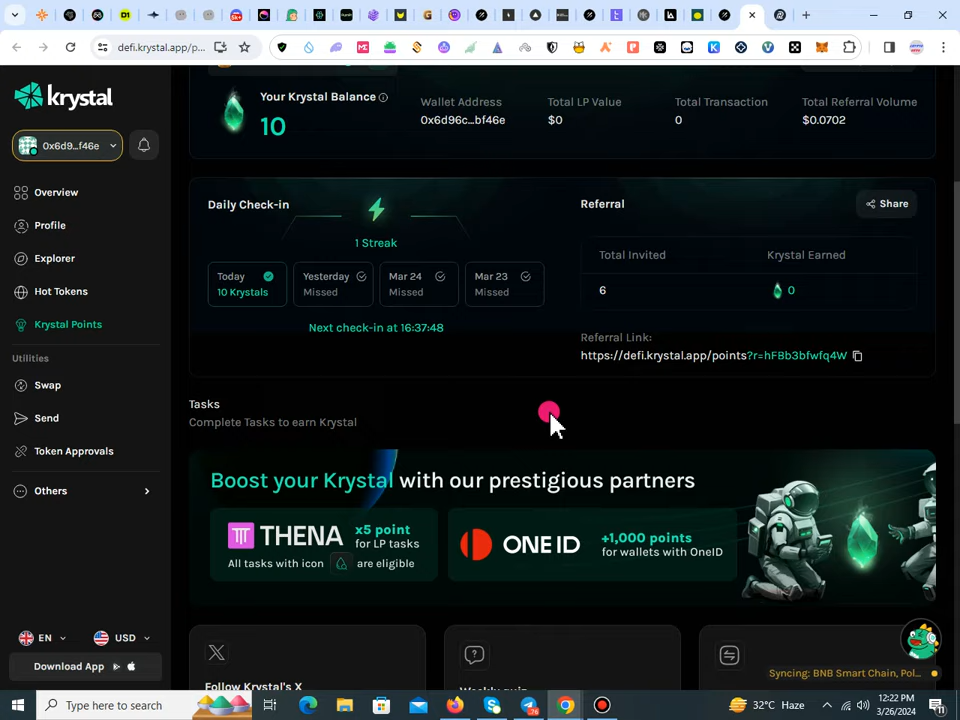 5K+
defi.krystal.app/p...
krystal
0x6d9...f46e
Overview
Profile
Explorer
Hot Tokens
Krystal Points
Utilities
Swap
Send
Token Approvals
Others
EN
USD
Download App
Your Krystal Balance
10
Wallet Address
0x6d96c...bf46e
Total LP Value
$0
Total Transaction
0
Total Referral Volume
$0.0702
Daily Check-in
1 Streak
Today
10 Krystals
Yesterday
Missed
Mar 24
Missed
Mar 23
Missed
Next check-in at 16:37:48
Referral
Share
Total Invited
Krystal Earned
6
0
Referral Link:
https://defi.krystal.app/points?r=hFBb3bfwfq4W
Tasks
Complete Tasks to earn Krystal
Boost your Krystal with our prestigious partners
THENA
x5 point
for LP tasks
All tasks with icon are eligible
ONE ID
+1,000 points
for wallets with OneID
Follow Krystal's X
Weekly quiz
Syncing: BNB Smart Chain, Pol...
Type here to search
32°C Haze
12:22 PM
3/26/2024